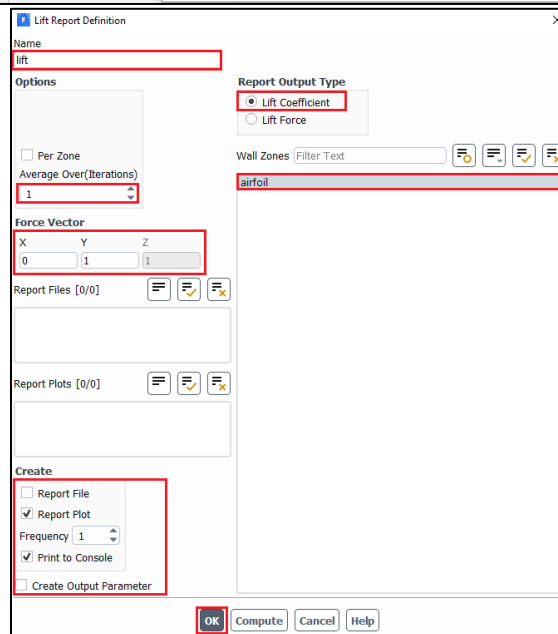 Lift Report Definition
Name
lift
Options
Per Zone
Average Over(Iterations)
1
Force Vector
X Y Z
0 1 1
Report Files [0/0]
Report Plots [0/0]
Create
Report File
Report Plot
Frequency 1
Print to Console
Create Output Parameter
Report Output Type
Lift Coefficient
Lift Force
Wall Zones Filter Text
airfoil
OK Compute Cancel Help